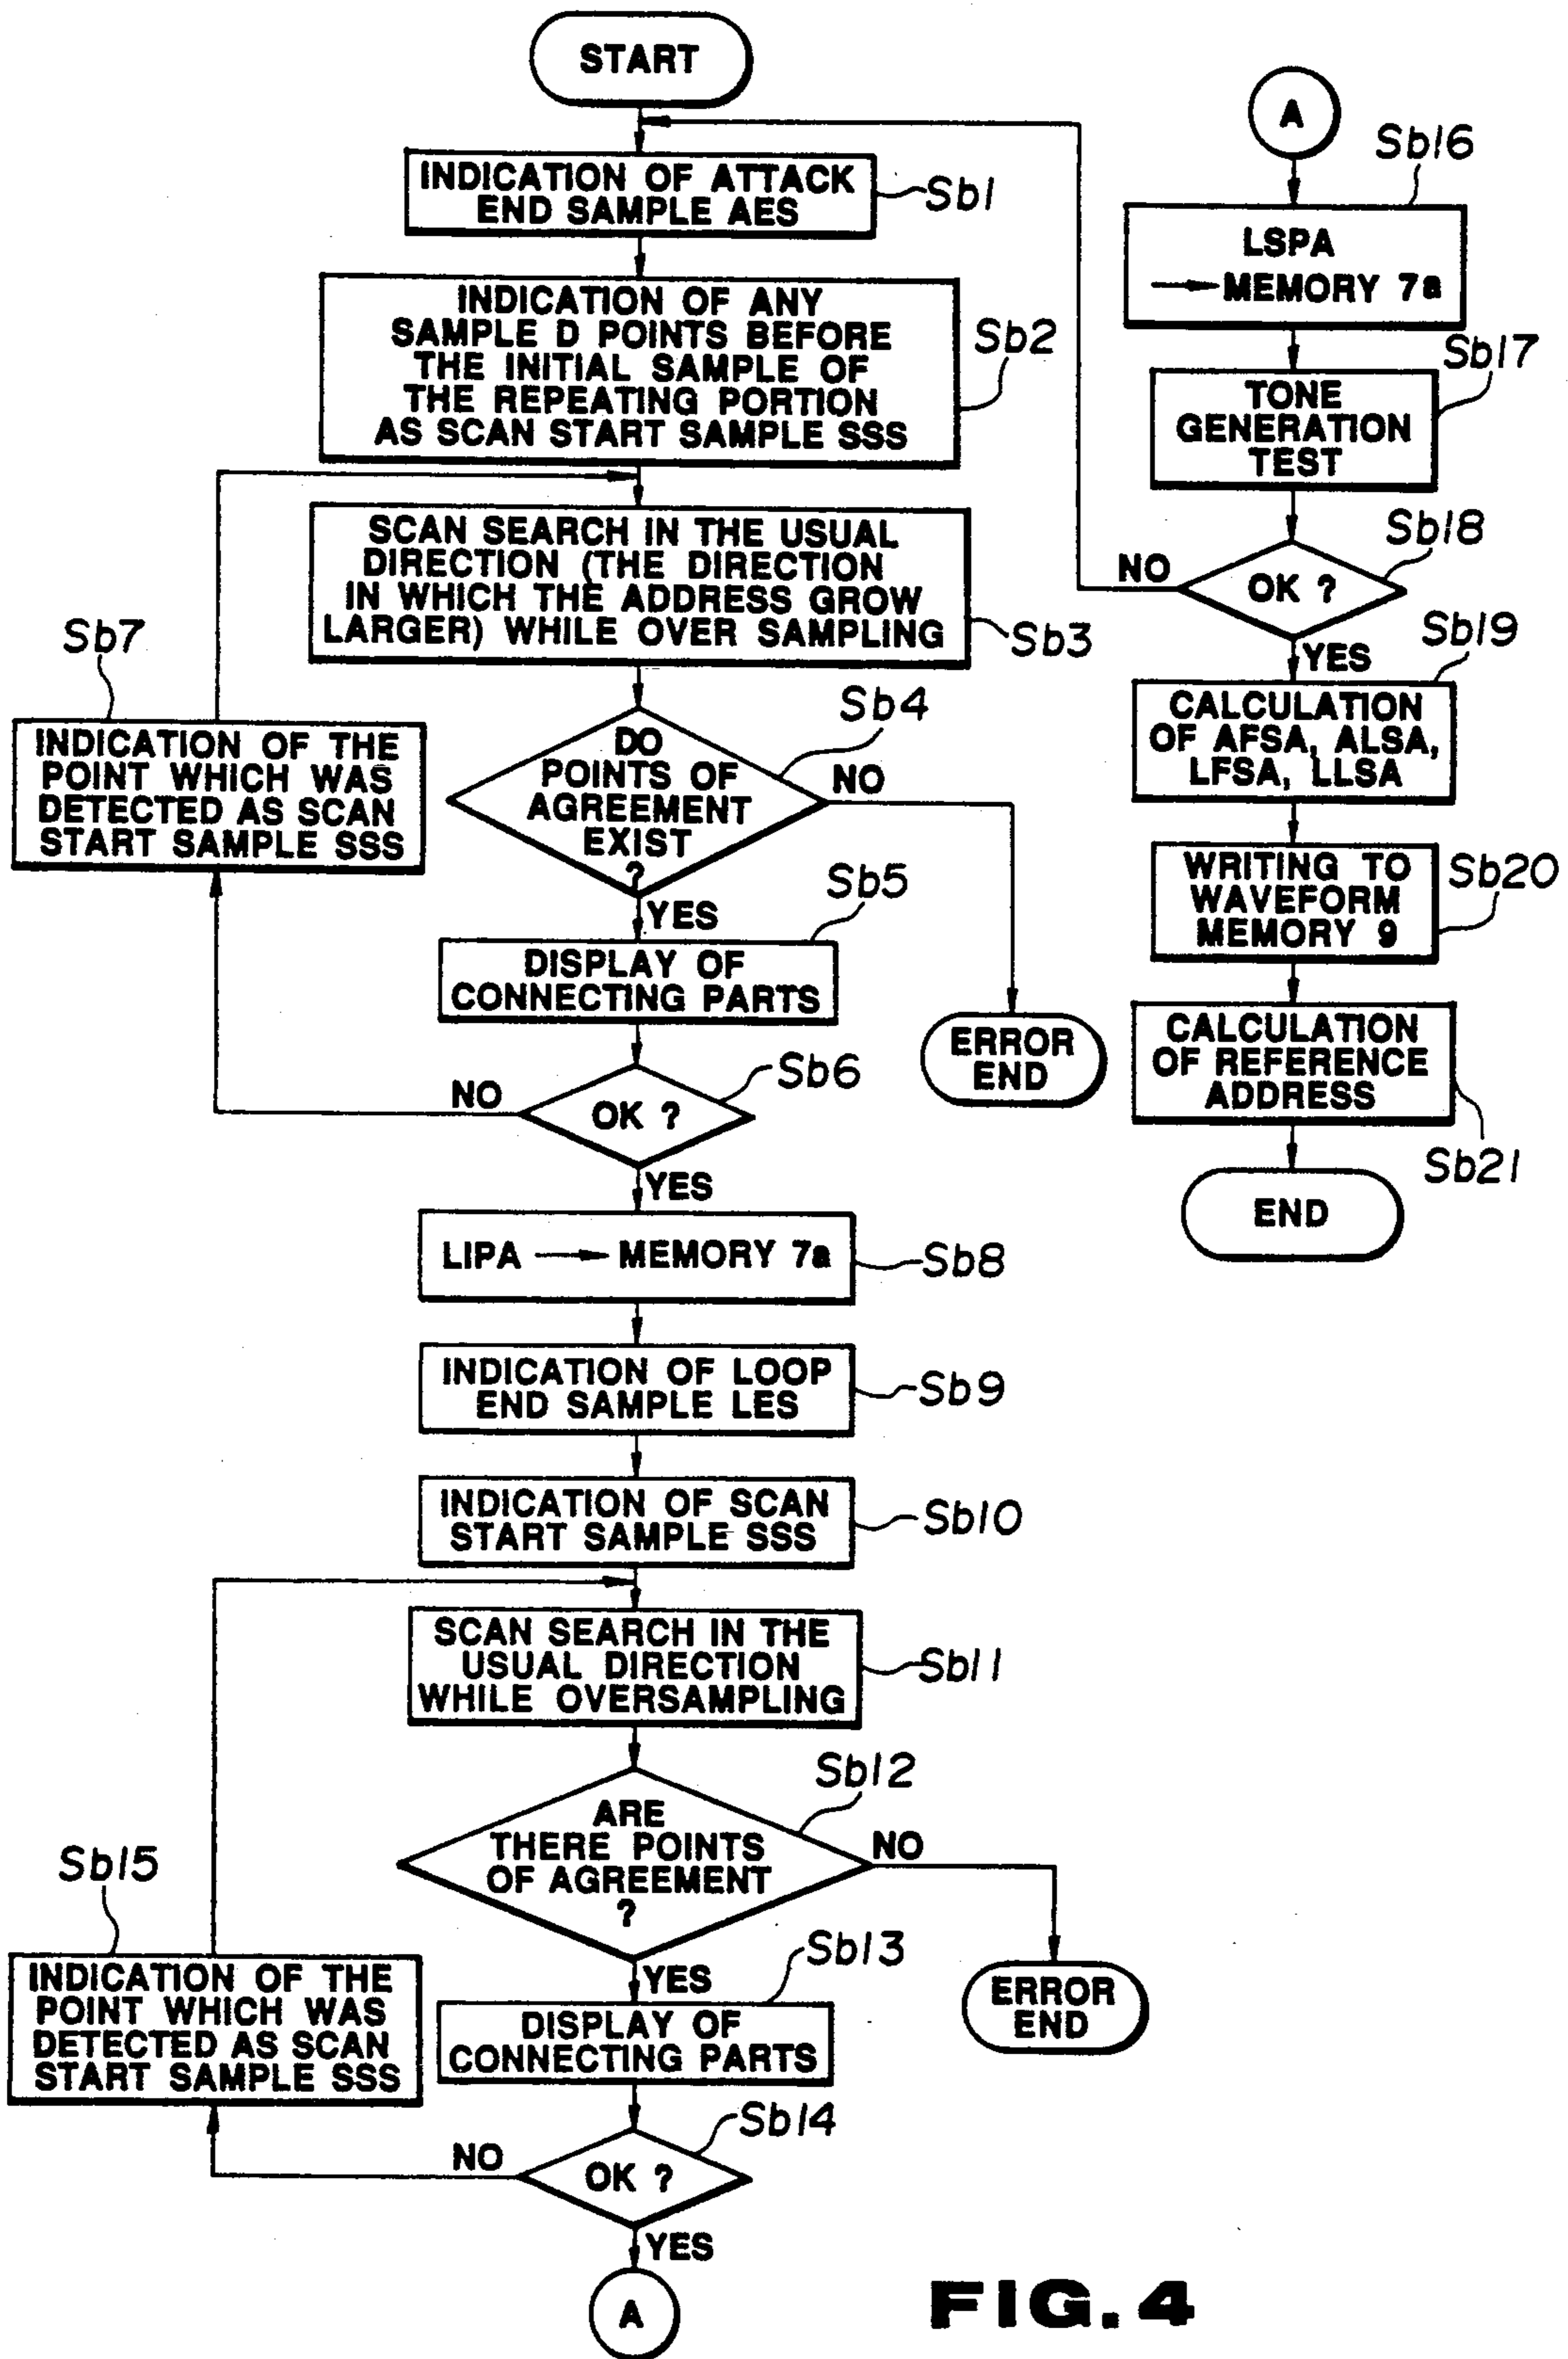 START
INDICATION OF ATTACK
END SAMPLE AES
Sb1
INDICATION OF ANY
SAMPLE D POINTS BEFORE
THE INITIAL SAMPLE OF
THE REPEATING PORTION
AS SCAN START SAMPLE SSS
Sb2
SCAN SEARCH IN THE USUAL
DIRECTION (THE DIRECTION
IN WHICH THE ADDRESS GROW
LARGER) WHILE OVER SAMPLING
Sb3
Sb7
INDICATION OF THE
POINT WHICH WAS
DETECTED AS SCAN
START SAMPLE SSS
Sb4
DO
POINTS OF
AGREEMENT
EXIST
?
NO
YES
Sb5
DISPLAY OF
CONNECTING PARTS
ERROR
END
Sb6
OK ?
NO
YES
LIPA → MEMORY 7a
Sb8
INDICATION OF LOOP
END SAMPLE LES
Sb9
INDICATION OF SCAN
START SAMPLE SSS
Sb10
SCAN SEARCH IN THE
USUAL DIRECTION
WHILE OVERSAMPLING
Sb11
Sb12
ARE
THERE POINTS
OF AGREEMENT
?
NO
YES
Sb15
INDICATION OF THE
POINT WHICH WAS
DETECTED AS SCAN
START SAMPLE SSS
Sb13
DISPLAY OF
CONNECTING PARTS
ERROR
END
Sb14
OK ?
NO
YES
A
A
Sb16
LSPA
→ MEMORY 7a
Sb17
TONE
GENERATION
TEST
Sb18
OK ?
NO
YES
Sb19
CALCULATION
OF AFSA, ALSA,
LFSA, LLSA
WRITING TO
WAVEFORM
MEMORY 9
Sb20
CALCULATION
OF REFERENCE
ADDRESS
Sb21
END
FIG. 4